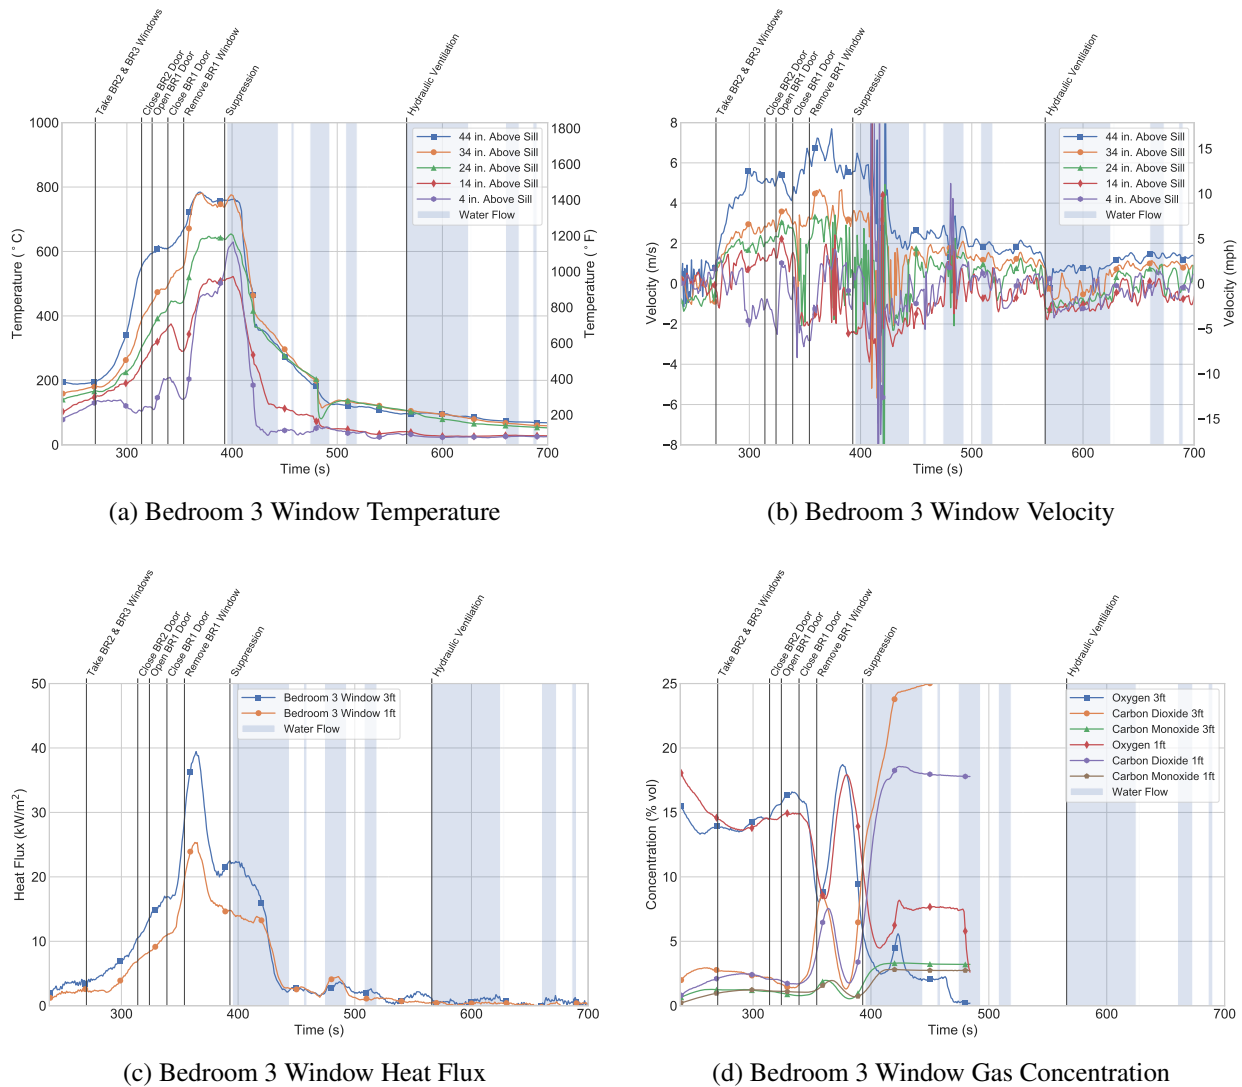 Take BR2 & BR3 Windows
Close BR2 Door
Open BR1 Door
Close BR1 Door
Remove BR1 Window
Suppression
Hydraulic Ventilation
1000
800
600
400
200
0
Temperature ( ° C)
1800
1600
1400
1200
1000
800
600
400
200
Temperature ( ° F)
44 in. Above Sill
34 in. Above Sill
24 in. Above Sill
14 in. Above Sill
4 in. Above Sill
Water Flow
300
400
500
600
700
Time (s)
(a) Bedroom 3 Window Temperature
Take BR2 & BR3 Windows
Close BR2 Door
Open BR1 Door
Close BR1 Door
Remove BR1 Window
Suppression
Hydraulic Ventilation
8
6
4
2
0
−2
−4
−6
−8
Velocity (m/s)
15
10
5
0
−5
−10
−15
Velocity (mph)
44 in. Above Sill
34 in. Above Sill
24 in. Above Sill
14 in. Above Sill
4 in. Above Sill
Water Flow
300
400
500
600
700
Time (s)
(b) Bedroom 3 Window Velocity
Take BR2 & BR3 Windows
Close BR2 Door
Open BR1 Door
Close BR1 Door
Remove BR1 Window
Suppression
Hydraulic Ventilation
50
40
30
20
10
0
Heat Flux (kW/m²)
Bedroom 3 Window 3ft
Bedroom 3 Window 1ft
Water Flow
300
400
500
600
700
Time (s)
(c) Bedroom 3 Window Heat Flux
Take BR2 & BR3 Windows
Close BR2 Door
Open BR1 Door
Close BR1 Door
Remove BR1 Window
Suppression
Hydraulic Ventilation
25
20
15
10
5
0
Concentration (% vol)
Oxygen 3ft
Carbon Dioxide 3ft
Carbon Monoxide 3ft
Oxygen 1ft
Carbon Dioxide 1ft
Carbon Monoxide 1ft
Water Flow
300
400
500
600
700
Time (s)
(d) Bedroom 3 Window Gas Concentration